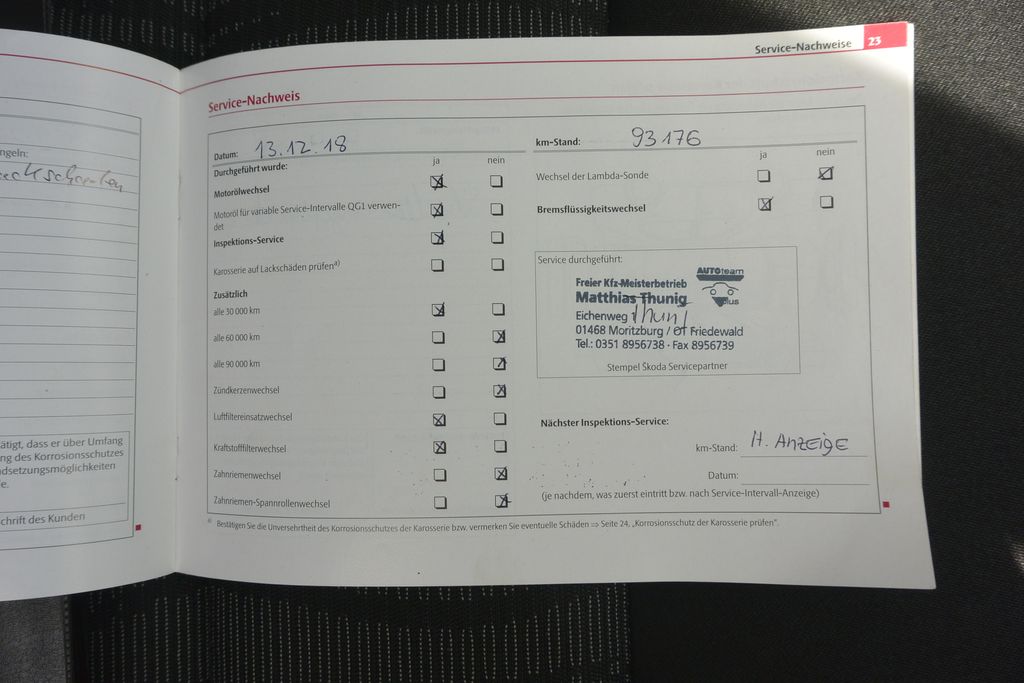 ngeln:
ätigt, dass er über Umfang
ng des Korrosionsschutzes
ndsetzungsmöglichkeiten
e.
chrift des Kunden
Service-Nachweise 23
Service-Nachweis
Datum: 13.12.18
km-Stand: 93176
Durchgeführt wurde: ja nein
ja nein
Motorölwechsel
Wechsel der Lambda-Sonde
Motoröl für variable Service-Intervalle QG1 verwen-
det
Bremsflüssigkeitswechsel
Inspektions-Service
Karosserie auf Lackschäden prüfen a)
Zusätzlich
alle 30 000 km
alle 60 000 km
alle 90 000 km
Zündkerzenwechsel
Luftfiltereinsatzwechsel
Kraftstofffilterwechsel
Zahnriemenwechsel
Zahnriemen-Spannrollenwechsel
Service durchgeführt:
AUTOteam
plus
Freier Kfz-Meisterbetrieb
Matthias Thunig
Eichenweg
01468 Moritzburg / OT Friedewald
Tel.: 0351 8956738 · Fax 8956739
Stempel Škoda Servicepartner
Nächster Inspektions-Service:
km-Stand: H. ANZEIGE
Datum:
(je nachdem, was zuerst eintritt bzw. nach Service-Intervall-Anzeige)
a) Bestätigen Sie die Unversehrtheit des Korrosionsschutzes der Karosserie bzw. vermerken Sie eventuelle Schäden ⇒ Seite 24, „Korrosionsschutz der Karosserie prüfen“.